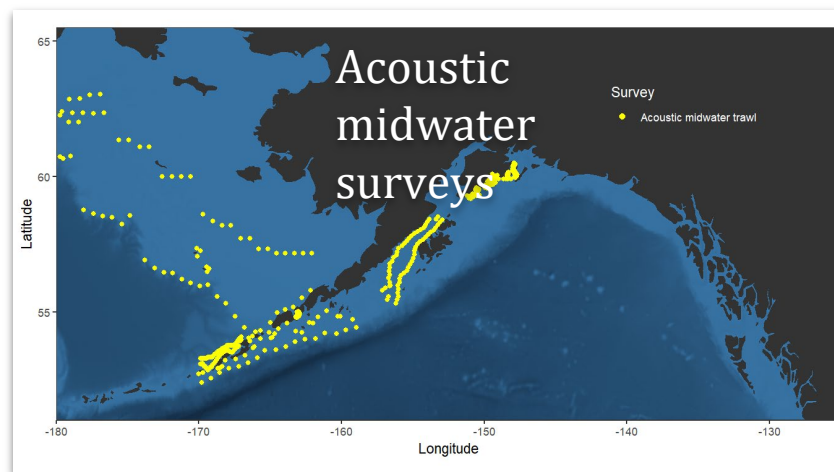 Acoustic
midwater
surveys
Survey
Acoustic midwater trawl
65
60
55
Latitude
-180
-170
-160
-150
-140
-130
Longitude